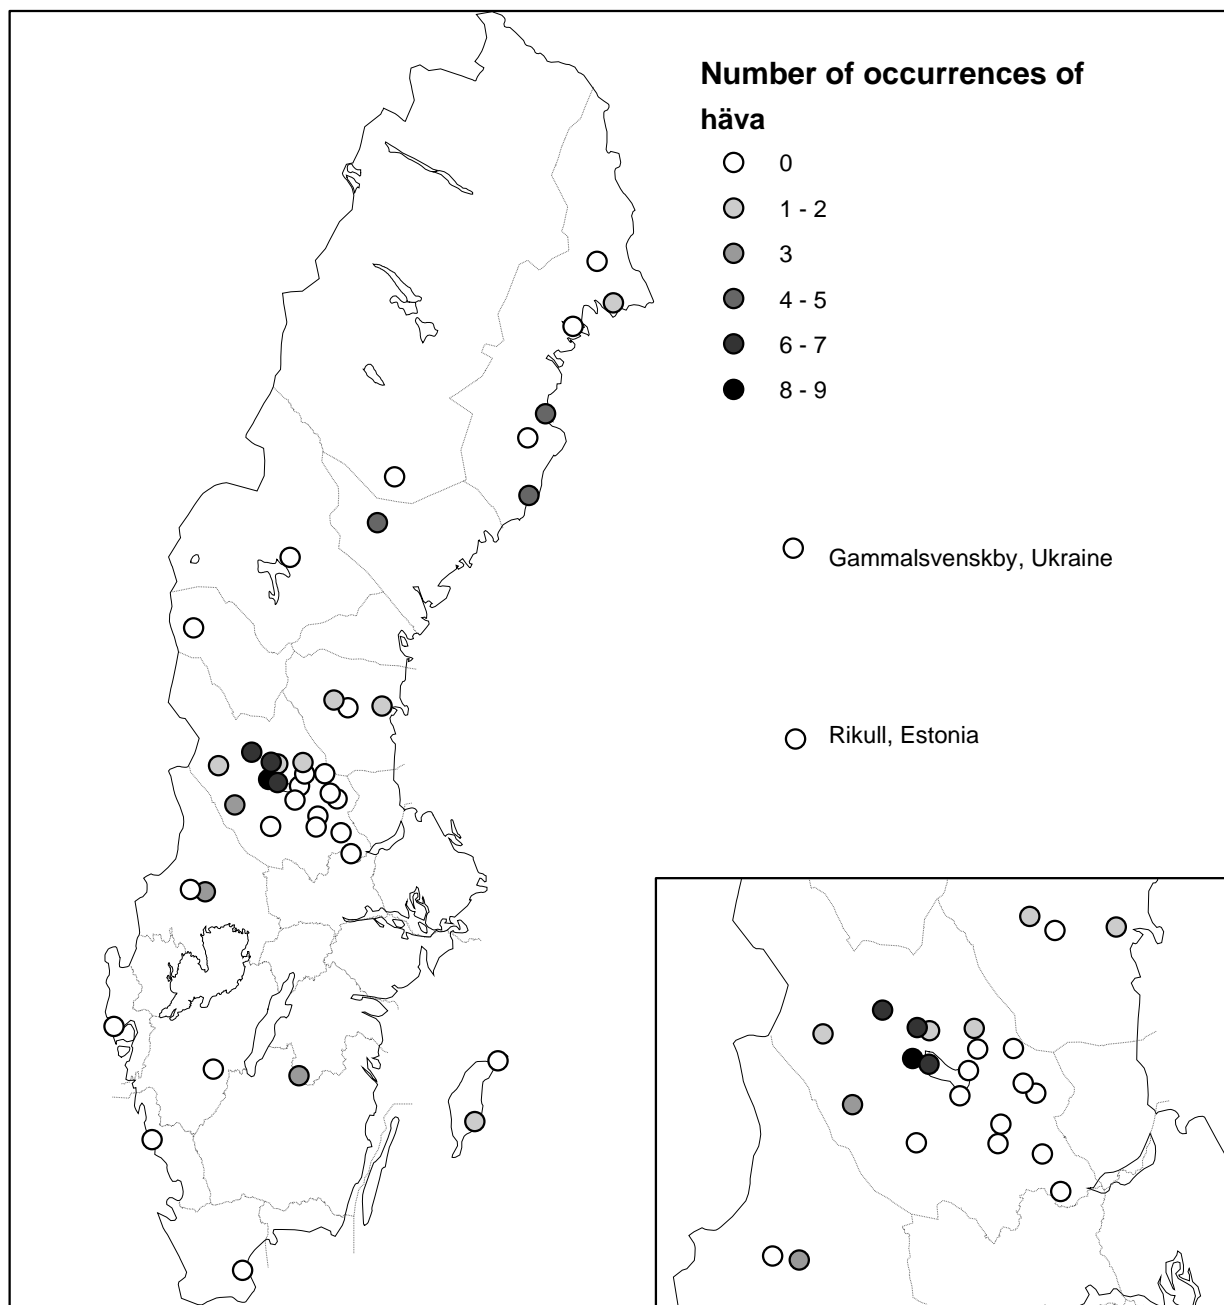 Number of occurrences of
häva
0
1 - 2
3
4 - 5
6 - 7
8 - 9
Gammalsvenskby, Ukraine
Rikull, Estonia